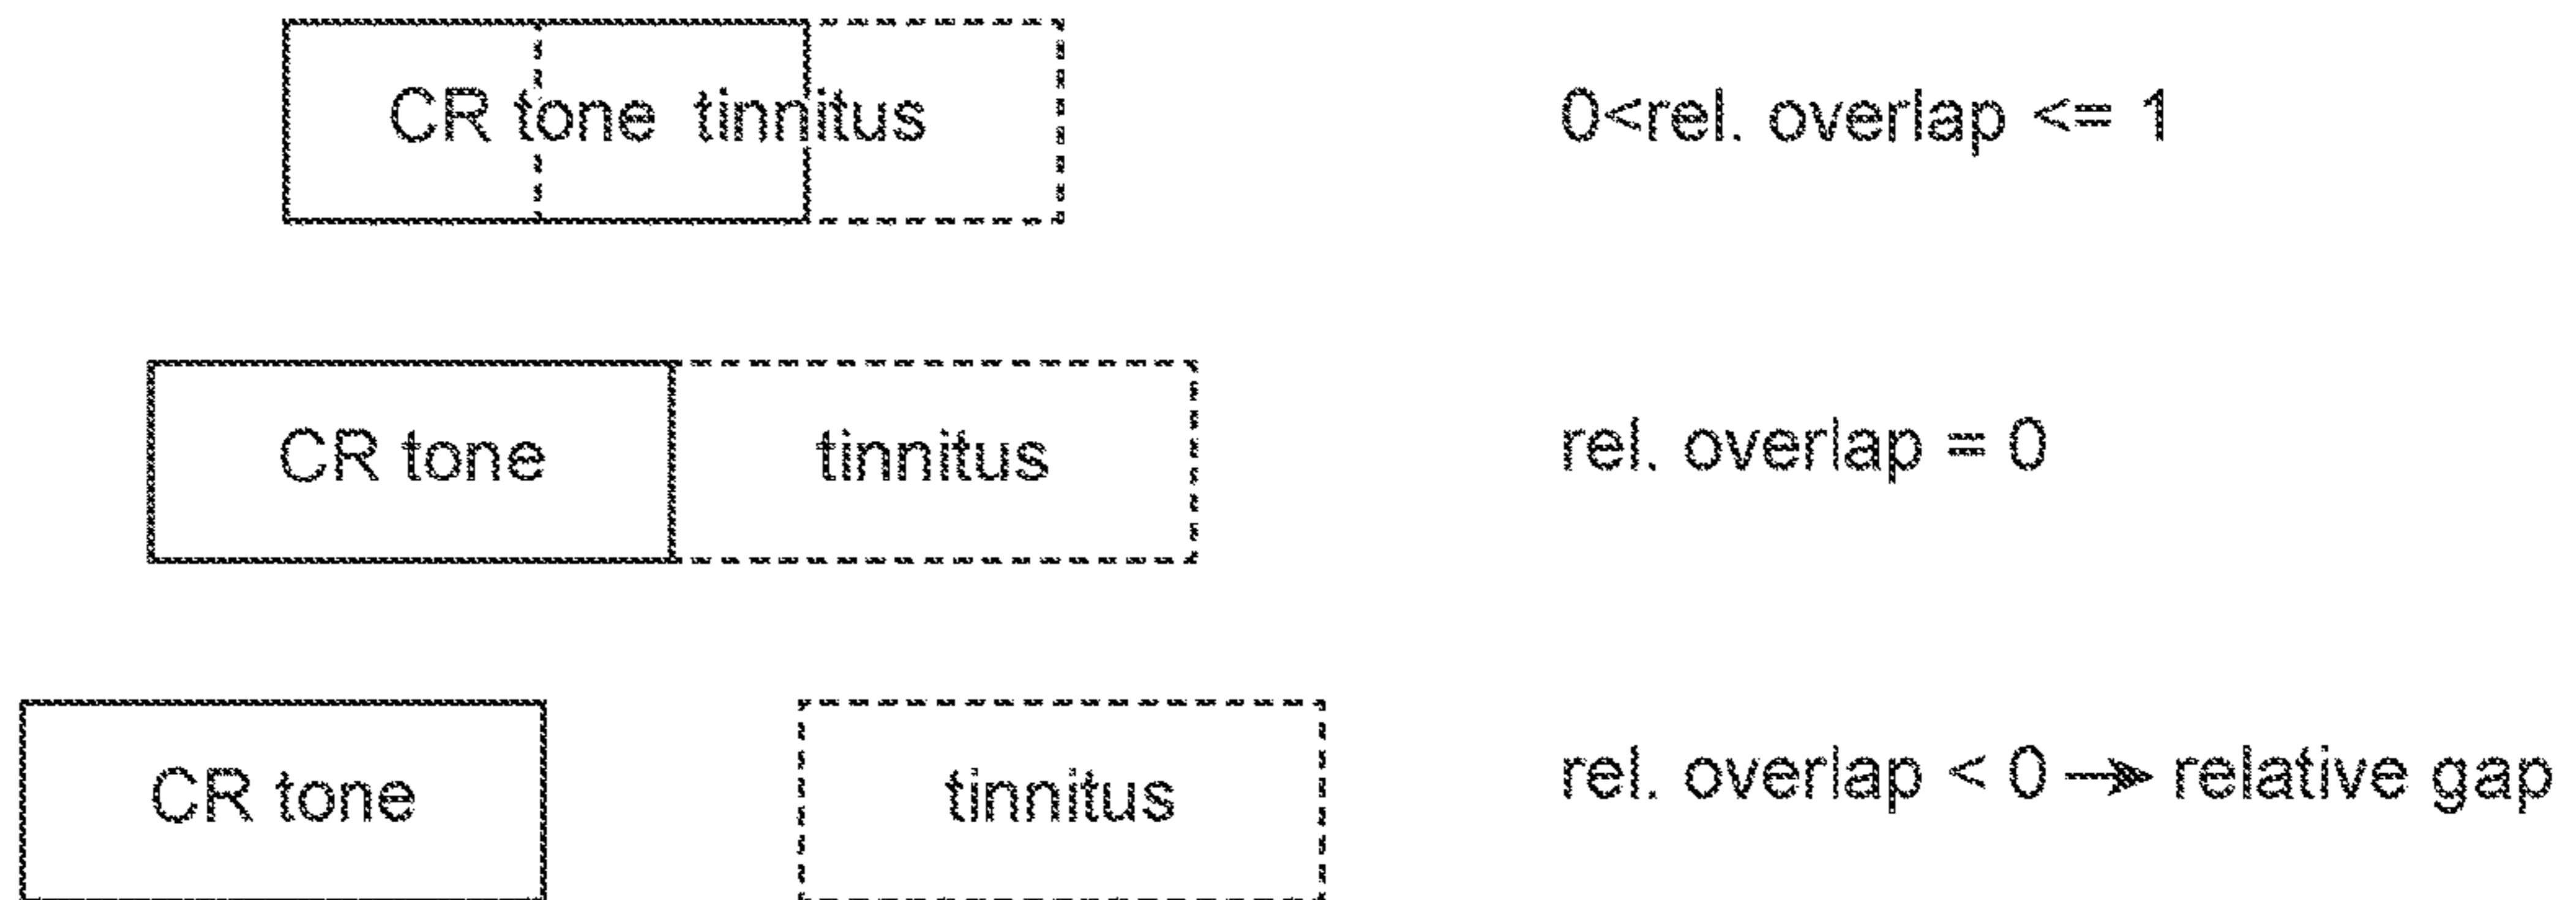 CR tone tinnitus 0<rel. overlap <= 1
CR tone tinnitus rel. overlap = 0
CR tone tinnitus rel. overlap < 0 → relative gap